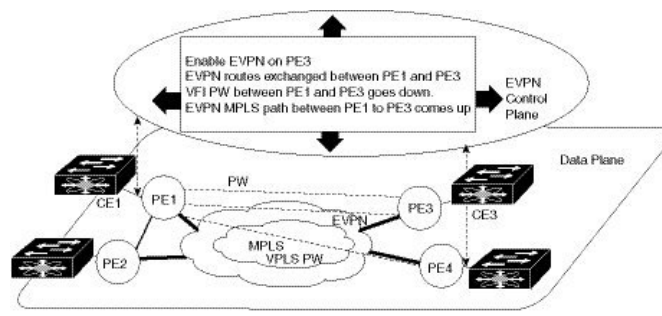 Enable EVPN on PE3
EVPN routes exchanged between PE1 and PE3
VFI PW between PE1 and PE3 goes down.
EVPN MPLS path between PE1 to PE3 comes up
EVPN
Control
Plane
Data Plane
PW
CE1
PE1
PE3
CE3
EVPN
MPLS
VPLS PW
PE2
PE4